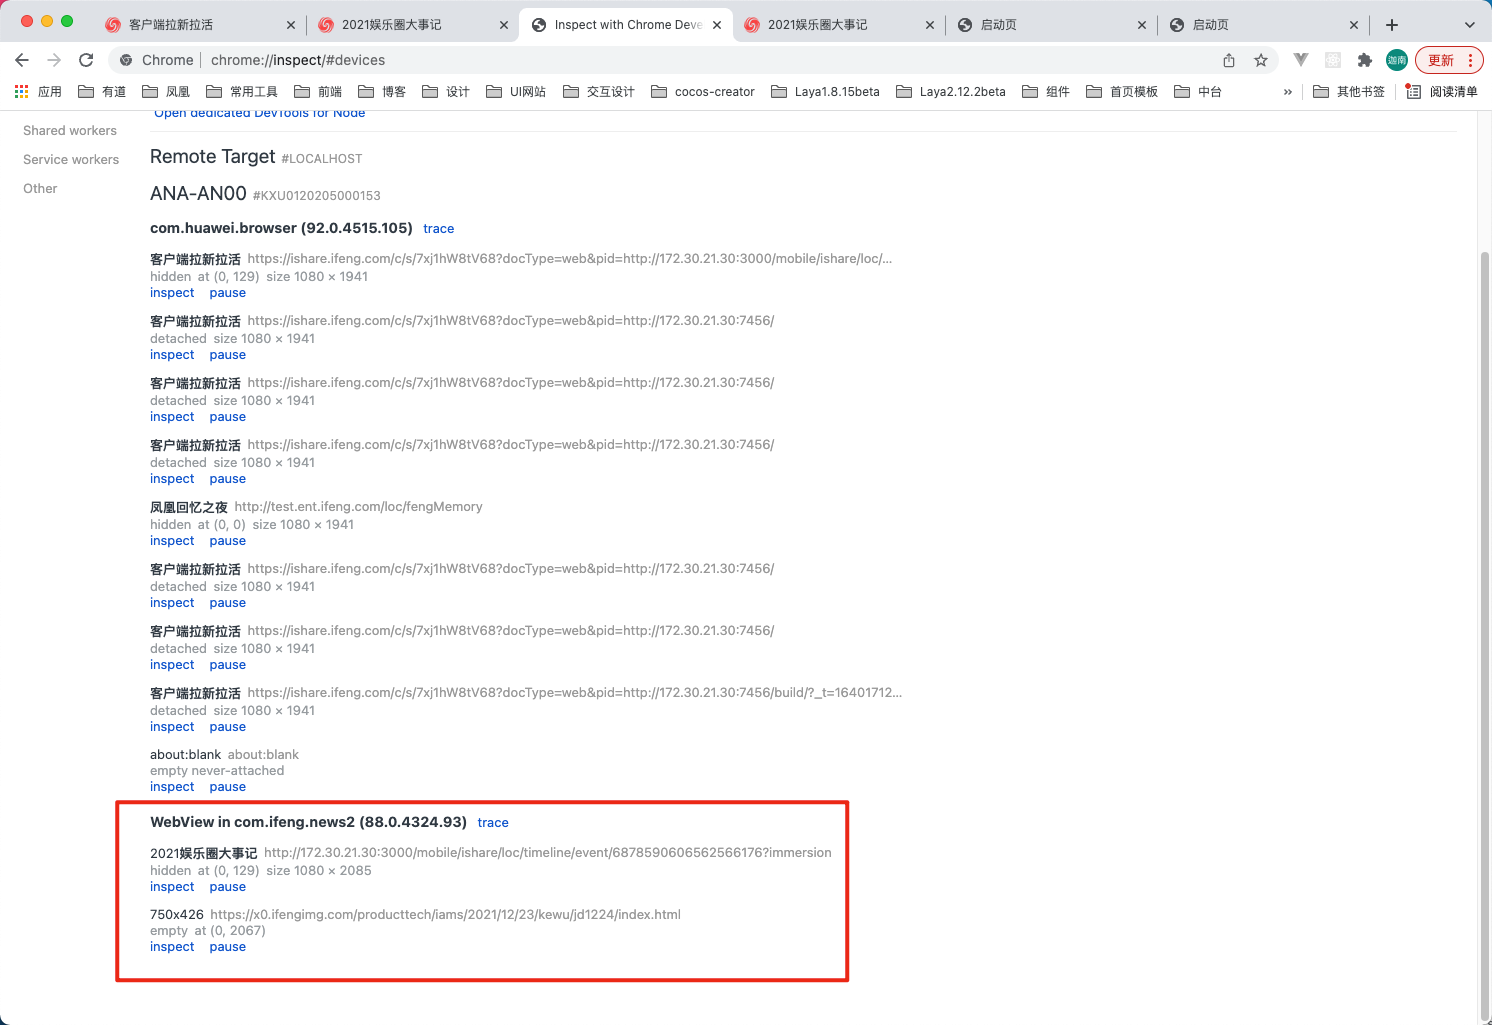 客户端拉新拉活
2021娱乐圈大事记
Inspect with Chrome Deve
2021娱乐圈大事记
启动页
启动页
Chrome
chrome://inspect/#devices
迦南
更新
应用
有道
凤凰
常用工具
前端
博客
设计
UI网站
交互设计
cocos-creator
Laya1.8.15beta
Laya2.12.2beta
组件
首页模板
中台
»
其他书签
阅读清单
Open dedicated DevTools for Node
Shared workers
Service workers
Other
Remote Target #LOCALHOST
ANA-AN00 #KXU0120205000153
com.huawei.browser (92.0.4515.105) trace
客户端拉新拉活 https://ishare.ifeng.com/c/s/7xj1hW8tV68?docType=web&pid=http://172.30.21.30:3000/mobile/ishare/loc/...
hidden at (0, 129) size 1080 × 1941
inspect pause
客户端拉新拉活 https://ishare.ifeng.com/c/s/7xj1hW8tV68?docType=web&pid=http://172.30.21.30:7456/
detached size 1080 × 1941
inspect pause
客户端拉新拉活 https://ishare.ifeng.com/c/s/7xj1hW8tV68?docType=web&pid=http://172.30.21.30:7456/
detached size 1080 × 1941
inspect pause
客户端拉新拉活 https://ishare.ifeng.com/c/s/7xj1hW8tV68?docType=web&pid=http://172.30.21.30:7456/
detached size 1080 × 1941
inspect pause
凤凰回忆之夜 http://test.ent.ifeng.com/loc/fengMemory
hidden at (0, 0) size 1080 × 1941
inspect pause
客户端拉新拉活 https://ishare.ifeng.com/c/s/7xj1hW8tV68?docType=web&pid=http://172.30.21.30:7456/
detached size 1080 × 1941
inspect pause
客户端拉新拉活 https://ishare.ifeng.com/c/s/7xj1hW8tV68?docType=web&pid=http://172.30.21.30:7456/
detached size 1080 × 1941
inspect pause
客户端拉新拉活 https://ishare.ifeng.com/c/s/7xj1hW8tV68?docType=web&pid=http://172.30.21.30:7456/build/?_t=16401712...
detached size 1080 × 1941
inspect pause
about:blank about:blank
empty never-attached
inspect pause
WebView in com.ifeng.news2 (88.0.4324.93) trace
2021娱乐圈大事记 http://172.30.21.30:3000/mobile/ishare/loc/timeline/event/6878590606562566176?immersion
hidden at (0, 129) size 1080 × 2085
inspect pause
750x426 https://x0.ifengimg.com/producttech/iams/2021/12/23/kewu/jd1224/index.html
empty at (0, 2067)
inspect pause